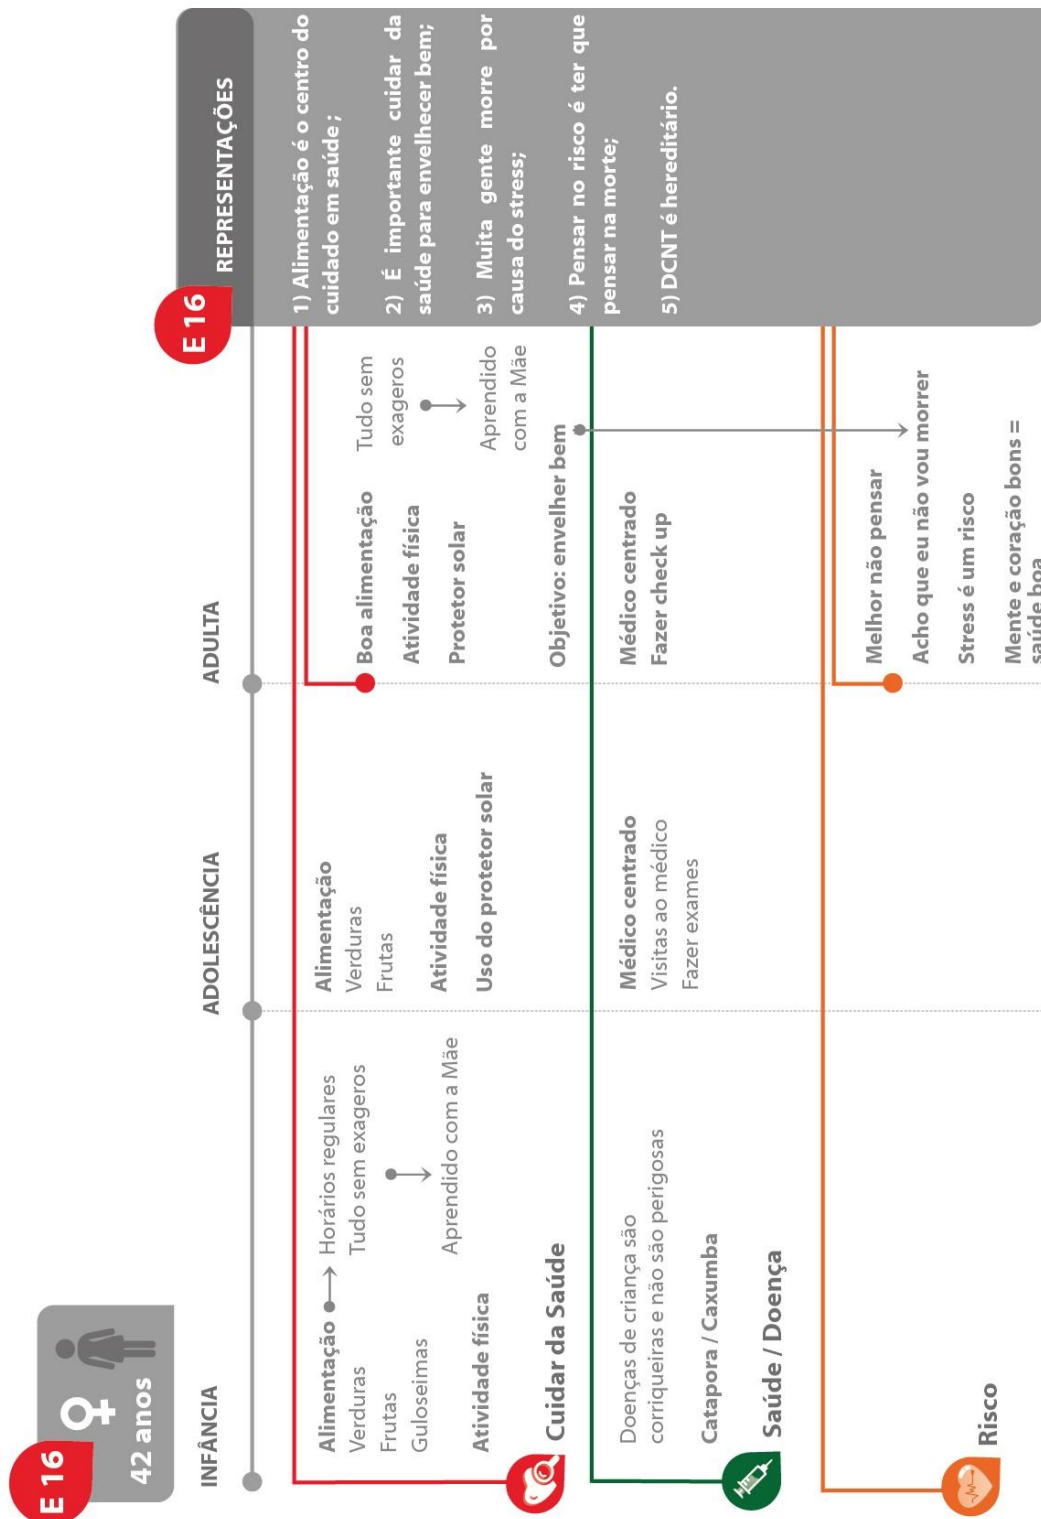 E 16
42 anos
INFÂNCIA
ADOLESCÊNCIA
ADULTA
Alimentação
Verduras
Frutas
Guloseimas
Horários regulares
Tudo sem exageros
Aprendido com a Mãe
Atividade física
Cuidar da Saúde
Alimentação
Verduras
Frutas
Atividade física
Uso do protetor solar
Boa alimentação
Atividade física
Protetor solar
Tudo sem
exageros
Aprendido
com a Mãe
Objetivo: envelher bem
Doenças de criança são
corriqueiras e não são perigosas
Catapora / Caxumba
Saúde / Doença
Médico centrado
Visitas ao médico
Fazer exames
Médico centrado
Fazer check up
Risco
Melhor não pensar
Acho que eu não vou morrer
Stress é um risco
Mente e coração bons =
saúde boa
E 16
REPRESENTAÇÕES
1) Alimentação é o centro do
cuidado em saúde ;
2) É importante cuidar da
saúde para envelhecer bem;
3) Muita gente morre por
causa do stress;
4) Pensar no risco é ter que
pensar na morte;
5) DCNT é hereditário.